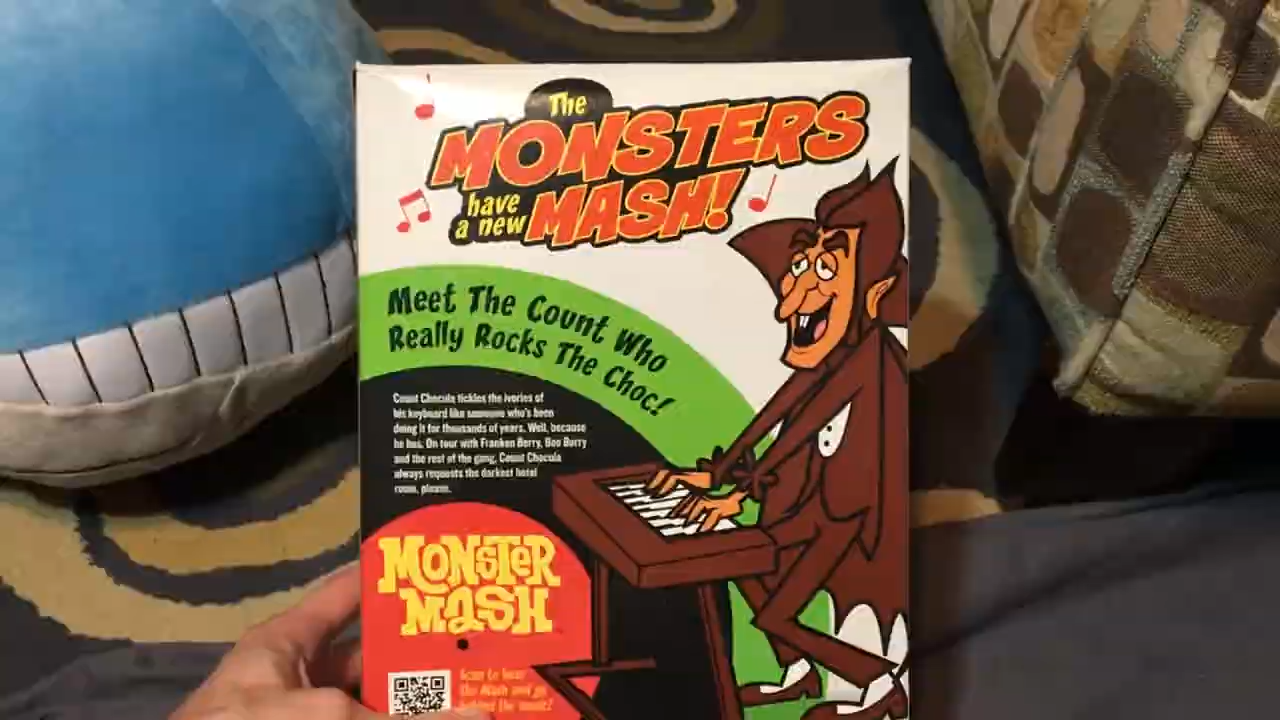 The
MONSTERS
have
a new MASH!
Meet The Count Who
Really Rocks The Choc!
Count Chocula tickles the ivories of
his keyboard like someone who's been
doing it for thousands of years. Well, because
he has. On tour with Franken Berry, Boo Berry
and the rest of the gang, Count Chocula
always requests the darkest hotel
room, please.
MONSTER
MASH
Scan to hear
the Mash and go
behind the music!